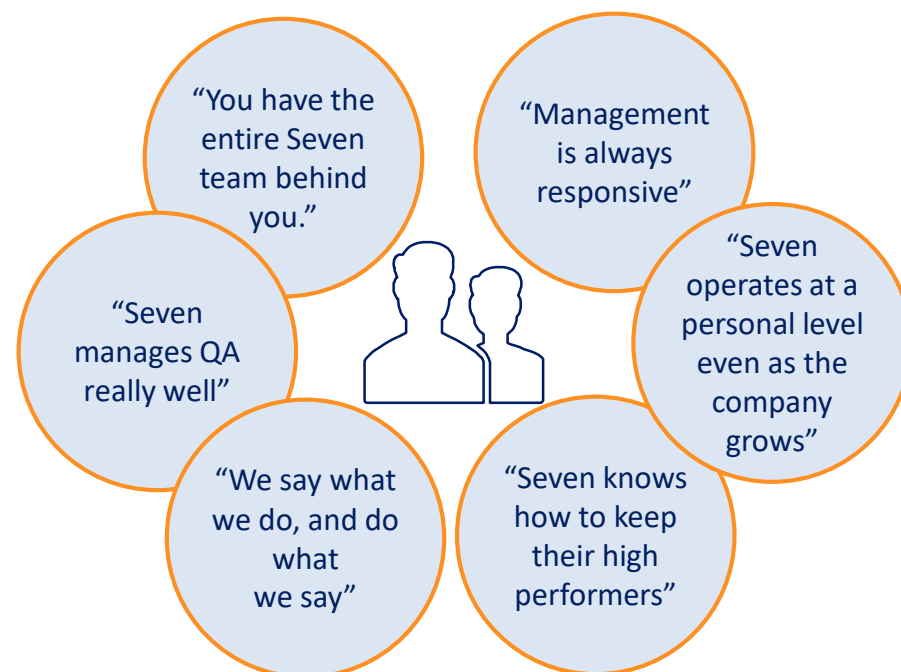 “You have the
entire Seven
team behind
you.”
“Management
is always
responsive”
“Seven
operates at a
personal level
even as the
company
grows”
“Seven
manages QA
really well”
“We say what
we do, and do
what
we say”
“Seven knows
how to keep
their high
performers”